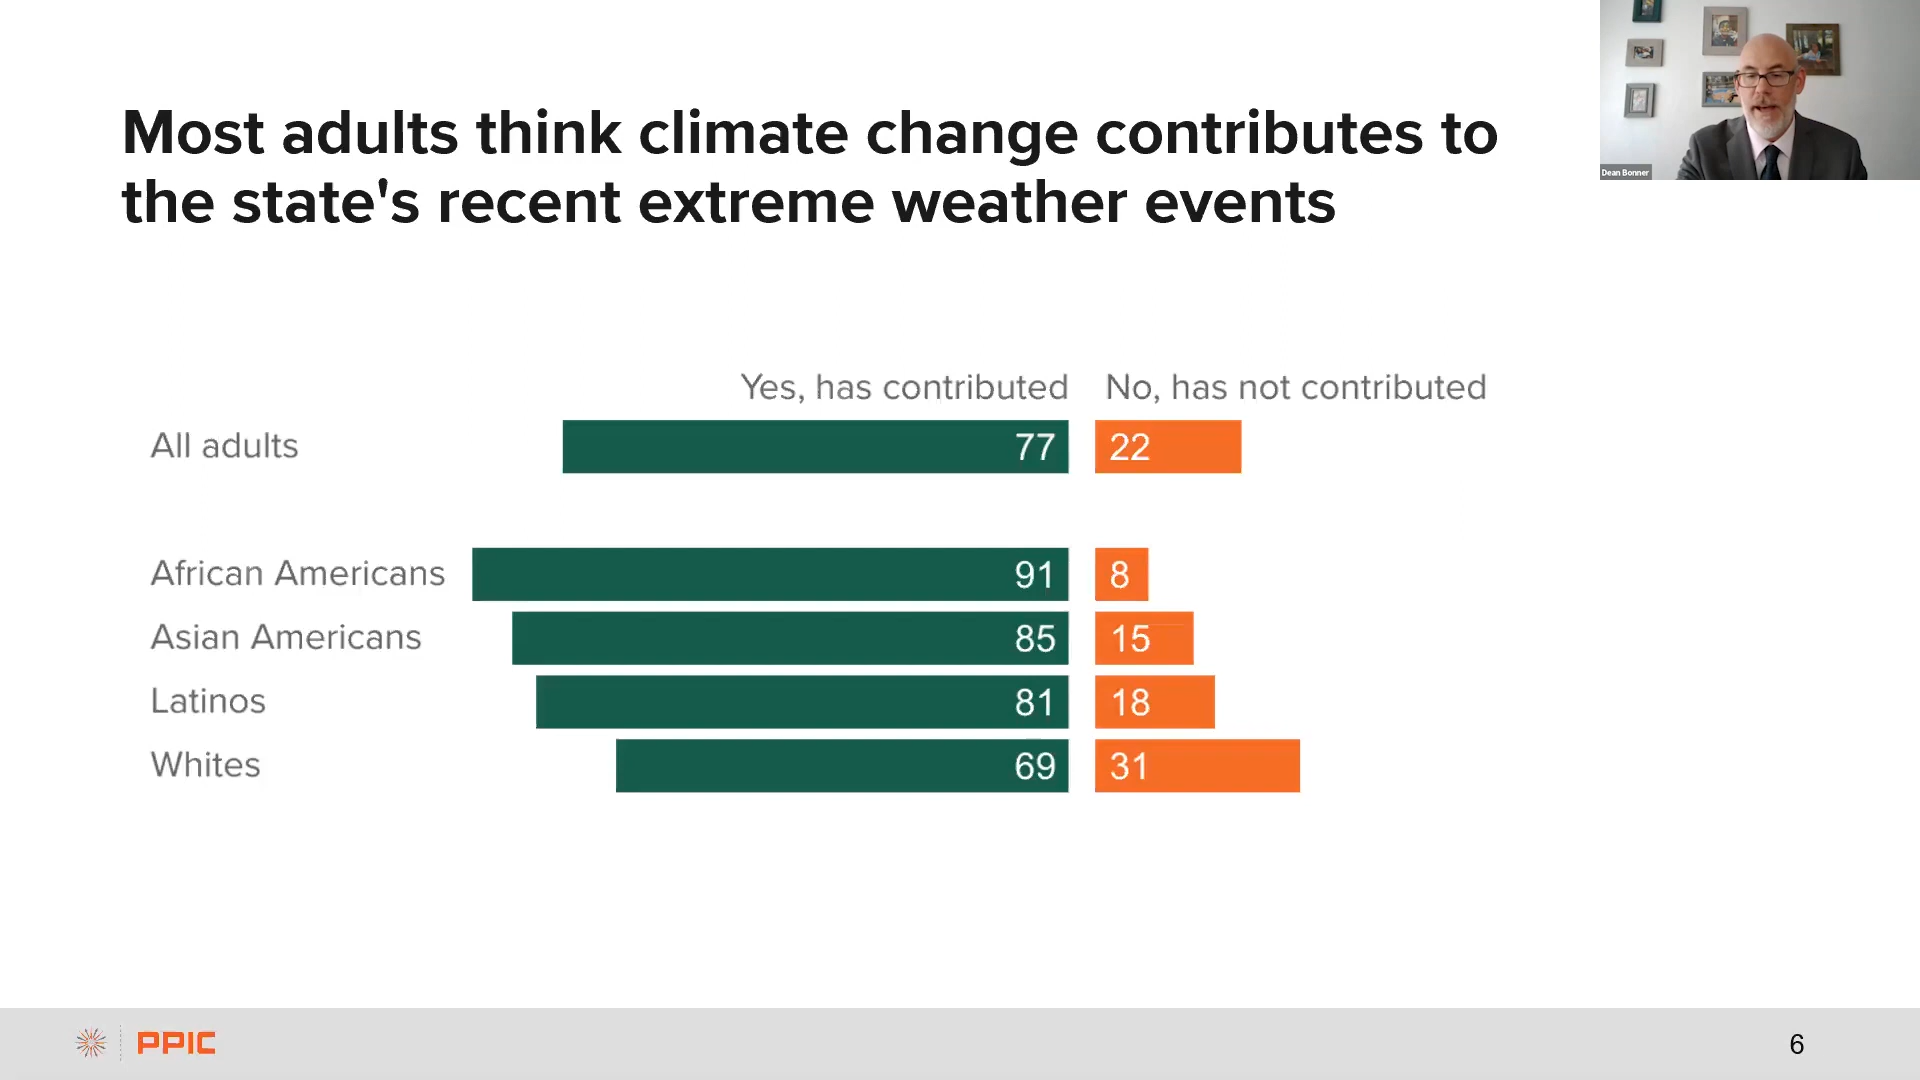 Most adults think climate change contributes to
the state's recent extreme weather events
Dean Bonner
Yes, has contributed No, has not contributed
All adults 77 22
African Americans 91 8
Asian Americans 85 15
Latinos 81 18
Whites 69 31
PPIC
6